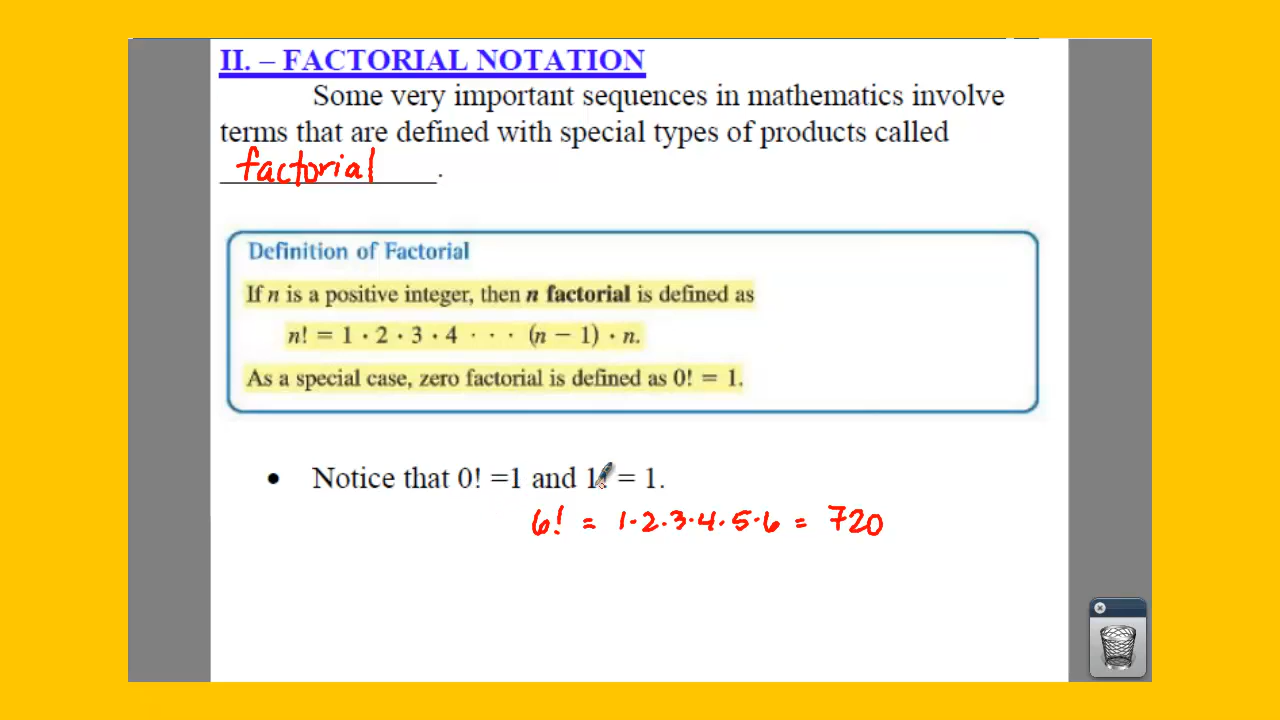 II. – FACTORIAL NOTATION
Some very important sequences in mathematics involve
terms that are defined with special types of products called
factorial.
Definition of Factorial
If n is a positive integer, then n factorial is defined as
n! = 1 · 2 · 3 · 4 · · · (n − 1) · n.
As a special case, zero factorial is defined as 0! = 1.
• Notice that 0! =1 and 1! = 1.
6! = 1·2·3·4·5·6 = 720